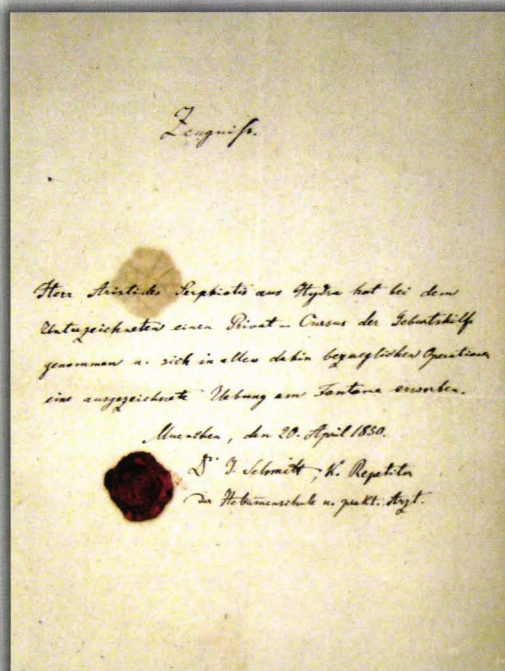 Zeugniß.
Herr Aristides Serphiotis aus Hydra hat bei dem
Unterzeichneten einen Privat-Cursus der Geburtshilfe
genommen u. sich in allen dahin bezueglichen Operationen
eine ausgezeichnete Uebung am Fantome erworben.
Muenchen, den 20. April 1850.
Dr J. Schmitt, K. Repetitor
der Hebammenschule u. prakt. Arzt.